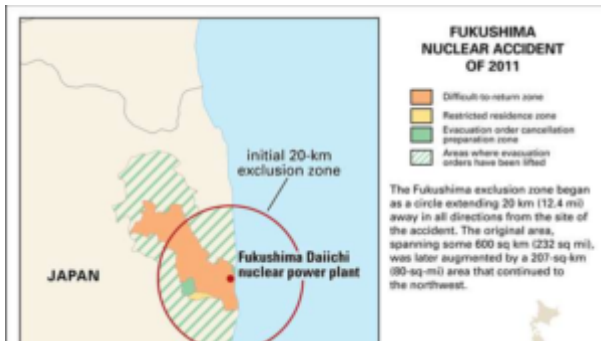 FUKUSHIMA
NUCLEAR ACCIDENT
OF 2011
Difficult-to-return zone
Restricted residence zone
Evacuation order cancellation
preparation zone
Areas where evacuation
orders have been lifted
The Fukushima exclusion zone began
as a circle extending 20 km (12.4 mi)
away in all directions from the site of
the accident. The original area,
spanning some 600 sq km (232 sq mi),
was later augmented by a 207-sq-km
(80-sq-mi) area that continued to
the northwest.
initial 20-km
exclusion zone
Fukushima Daiichi
nuclear power plant
JAPAN